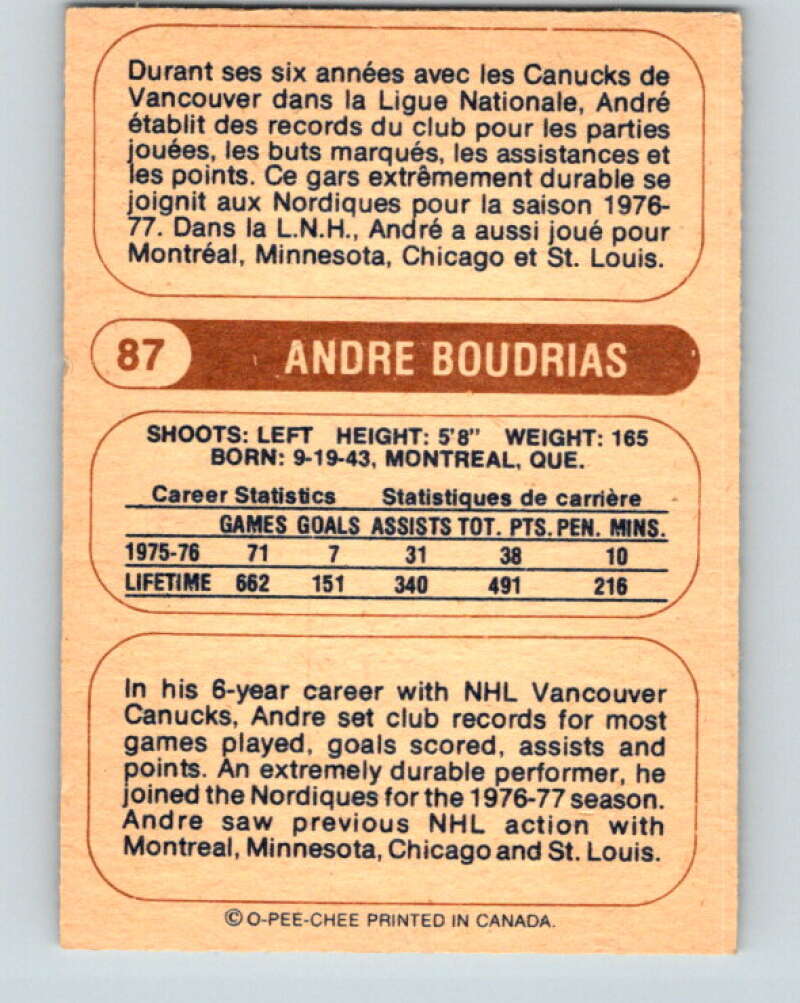 Durant ses six années avec les Canucks de
Vancouver dans la Ligue Nationale, André
établit des records du club pour les parties
jouées, les buts marqués, les assistances et
les points. Ce gars extrêmement durable se
joignit aux Nordiques pour la saison 1976-
77. Dans la L.N.H., André a aussi joué pour
Montréal, Minnesota, Chicago et St. Louis.
87 ANDRE BOUDRIAS
SHOOTS: LEFT HEIGHT: 5'8" WEIGHT: 165
BORN: 9-19-43, MONTREAL, QUE.
Career Statistics Statistiques de carrière
GAMES GOALS ASSISTS TOT. PTS. PEN. MINS.
1975-76 71 7 31 38 10
LIFETIME 662 151 340 491 216
In his 6-year career with NHL Vancouver
Canucks, Andre set club records for most
games played, goals scored, assists and
points. An extremely durable performer, he
joined the Nordiques for the 1976-77 season.
Andre saw previous NHL action with
Montreal, Minnesota, Chicago and St. Louis.
© O-PEE-CHEE PRINTED IN CANADA.